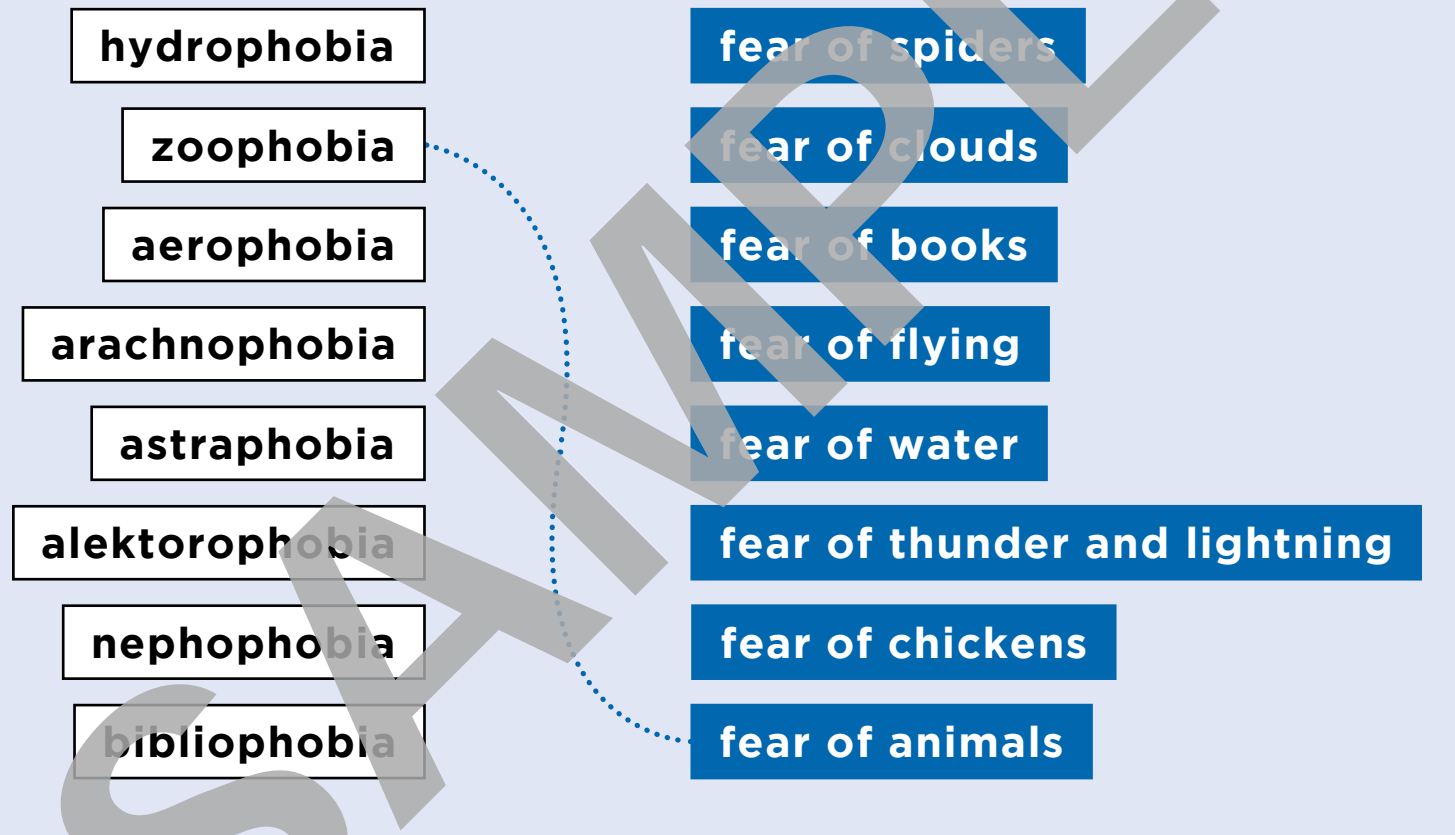 hydrophobia
zoophobia
aerophobia
arachnophobia
astraphobia
alektorophobia
nephophobia
bibliophobia
fear of spiders
fear of clouds
fear of books
fear of flying
fear of water
fear of thunder and lightning
fear of chickens
fear of animals
SAMPL